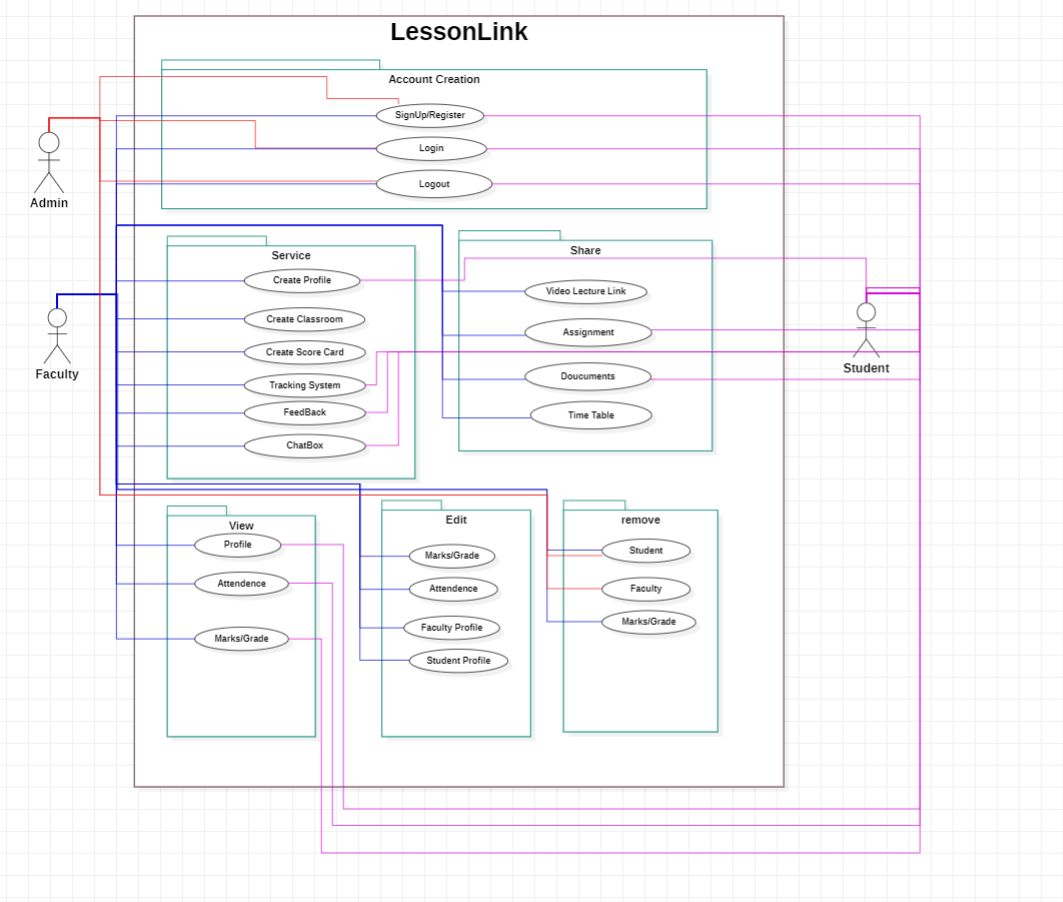 LessonLink
Account Creation
SignUp/Register
Login
Logout
Admin
Service
Create Profile
Create Classroom
Create Score Card
Tracking System
FeedBack
ChatBox
Share
Video Lecture Link
Assignment
Doucuments
Time Table
Faculty
Student
View
Profile
Attendence
Marks/Grade
Edit
Marks/Grade
Attendence
Faculty Profile
Student Profile
remove
Student
Faculty
Marks/Grade